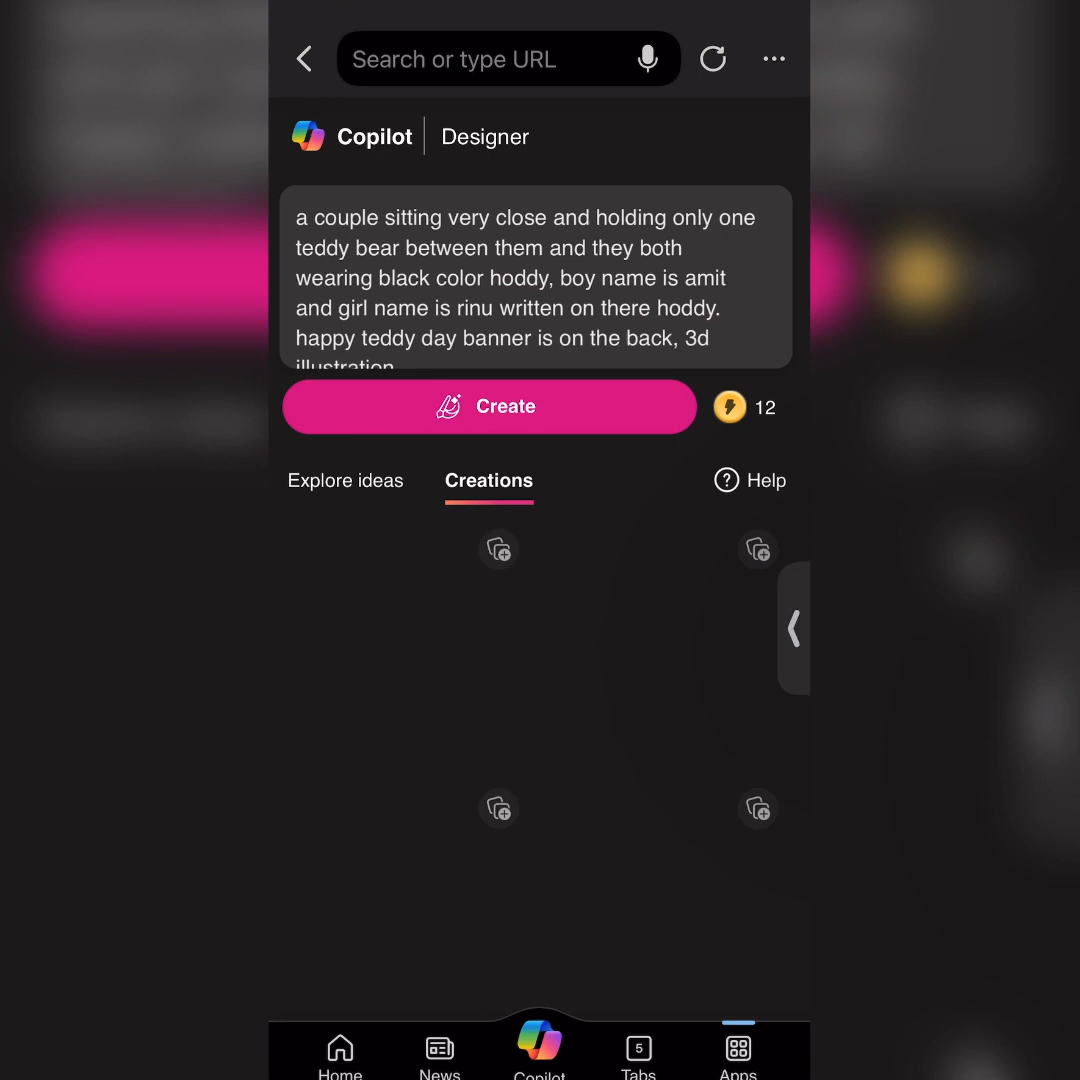 Search or type URL
Copilot | Designer
a couple sitting very close and holding only one
teddy bear between them and they both
wearing black color hoddy, boy name is amit
and girl name is rinu written on there hoddy.
happy teddy day banner is on the back, 3d
illustration
Create
12
Explore ideas
Creations
Help
5
Home
News
Copilot
Tabs
Apps